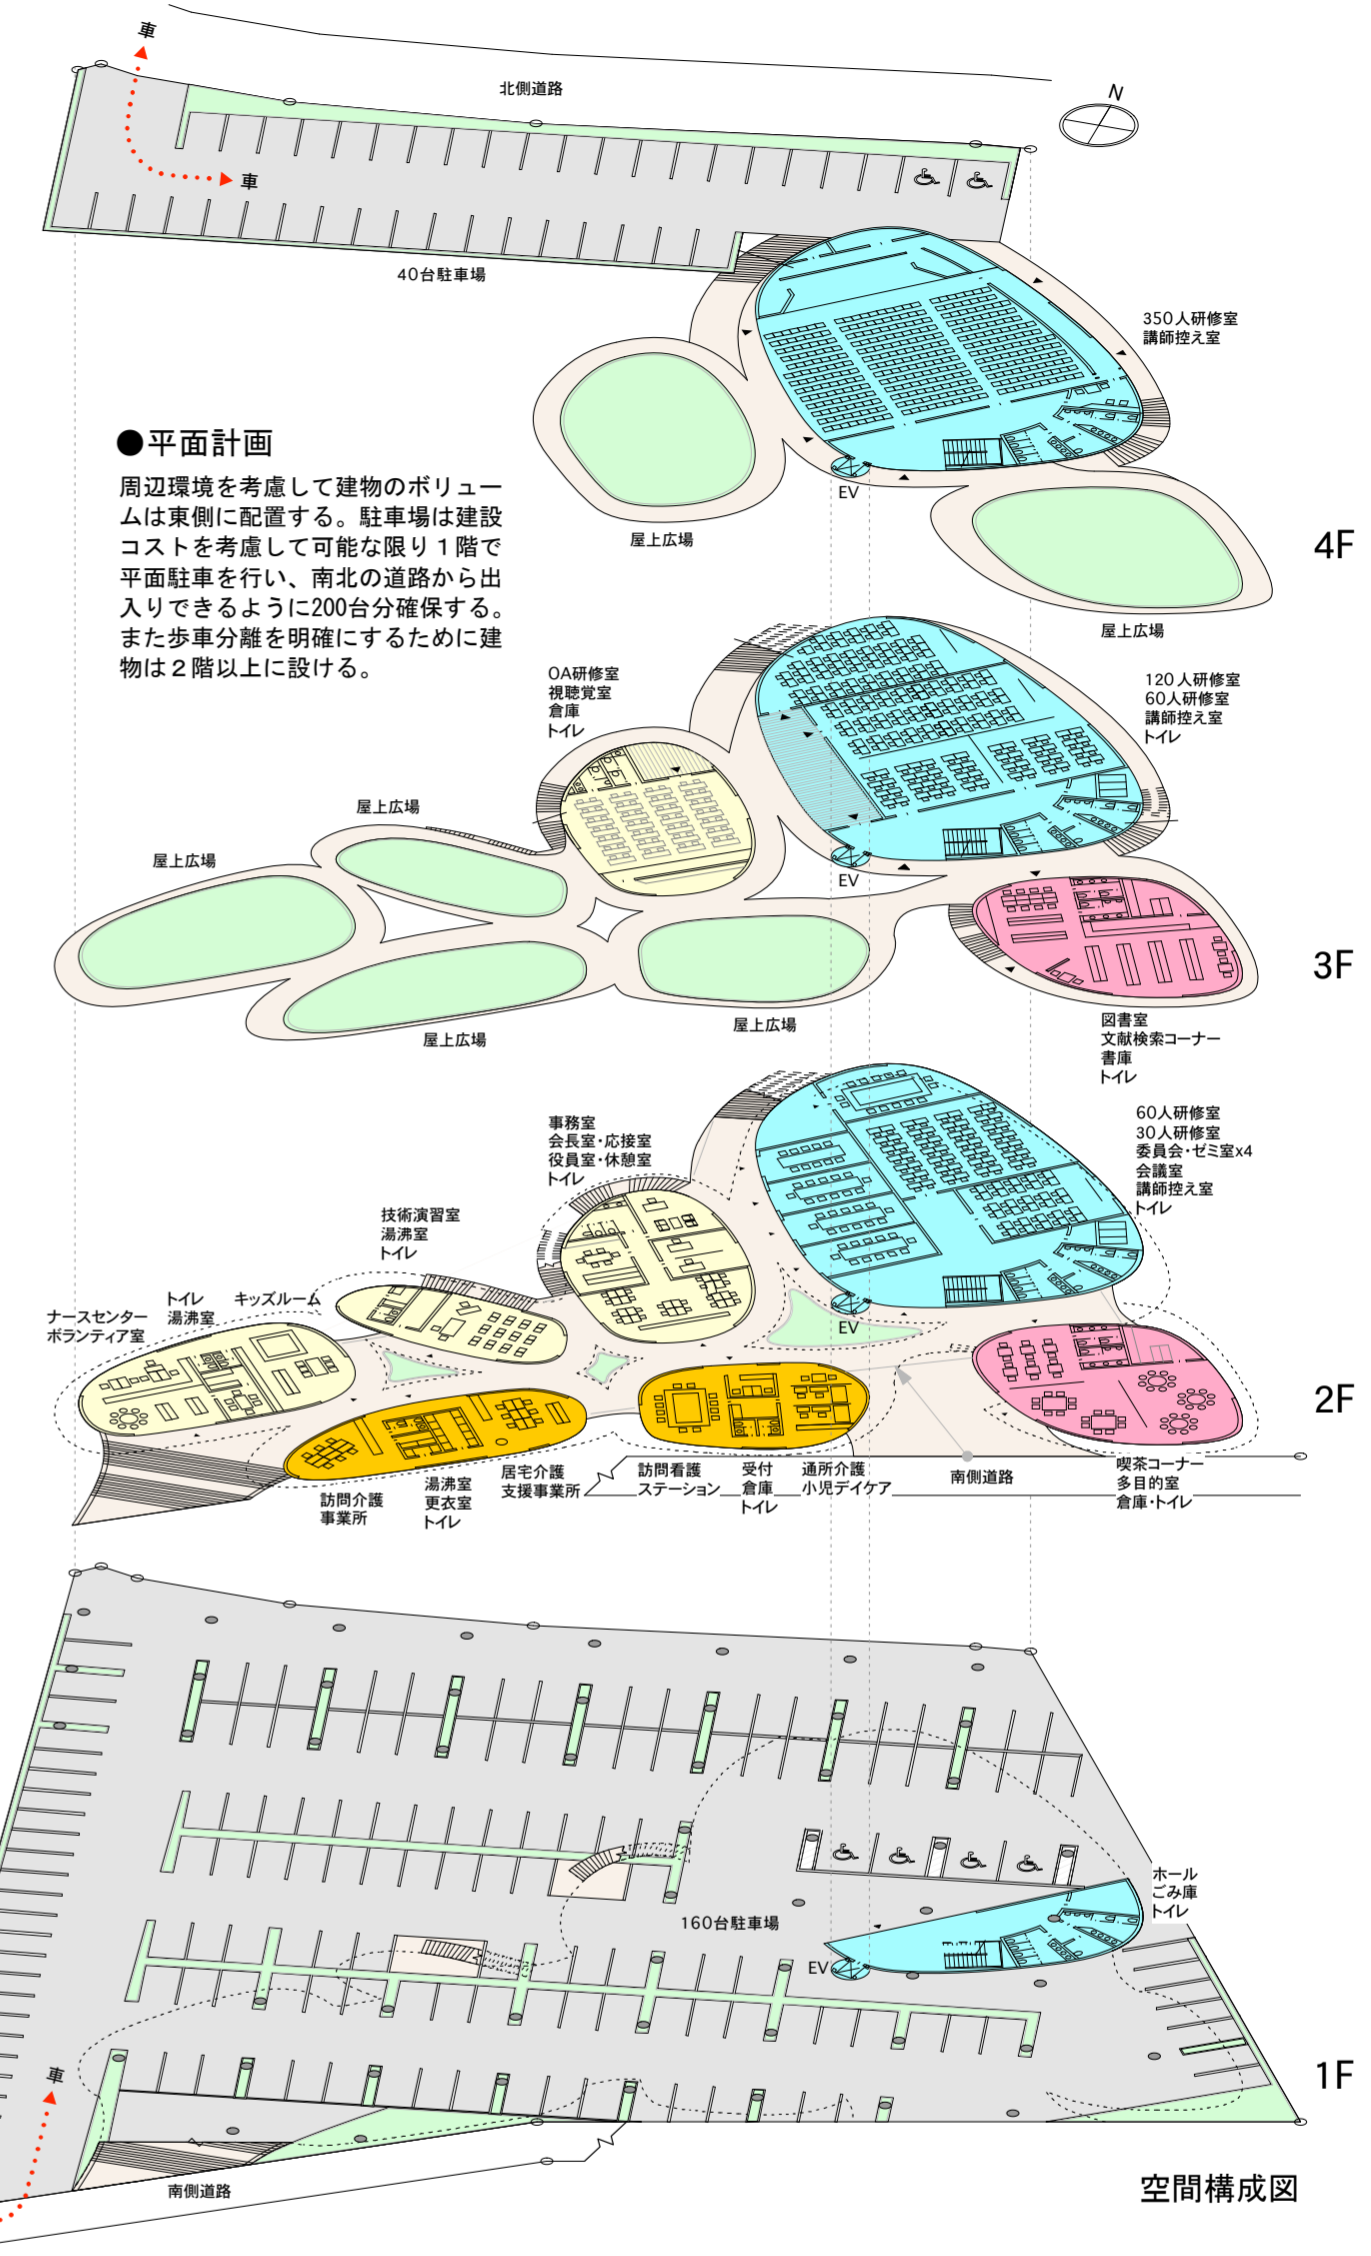 車
北側道路
N
車
40台駐車場
350人研修室
講師控え室
●平面計画
周辺環境を考慮して建物のボリュー
ムは東側に配置する。駐車場は建設
コストを考慮して可能な限り1階で
平面駐車を行い、南北の道路から出
入りできるように200台分確保する。
また歩車分離を明確にするために建
物は2階以上に設ける。
EV
屋上広場
屋上広場
4F
OA研修室
視聴覚室
倉庫
トイレ
120人研修室
60人研修室
講師控え室
トイレ
屋上広場
屋上広場
EV
屋上広場
屋上広場
図書室
文献検索コーナー
書庫
トイレ
3F
事務室
会長室・応接室
役員室・休憩室
トイレ
60人研修室
30人研修室
委員会・ゼミ室x4
会議室
講師控え室
トイレ
技術演習室
湯沸室
トイレ
ナースセンター
ボランティア室
トイレ
湯沸室
キッズルーム
EV
訪問介護
事業所
湯沸室
更衣室
トイレ
居宅介護
支援事業所
訪問看護
ステーション
受付
倉庫
トイレ
通所介護
小児デイケア
南側道路
喫茶コーナー
多目的室
倉庫・トイレ
2F
ホール
ごみ庫
トイレ
160台駐車場
EV
車
1F
南側道路
空間構成図